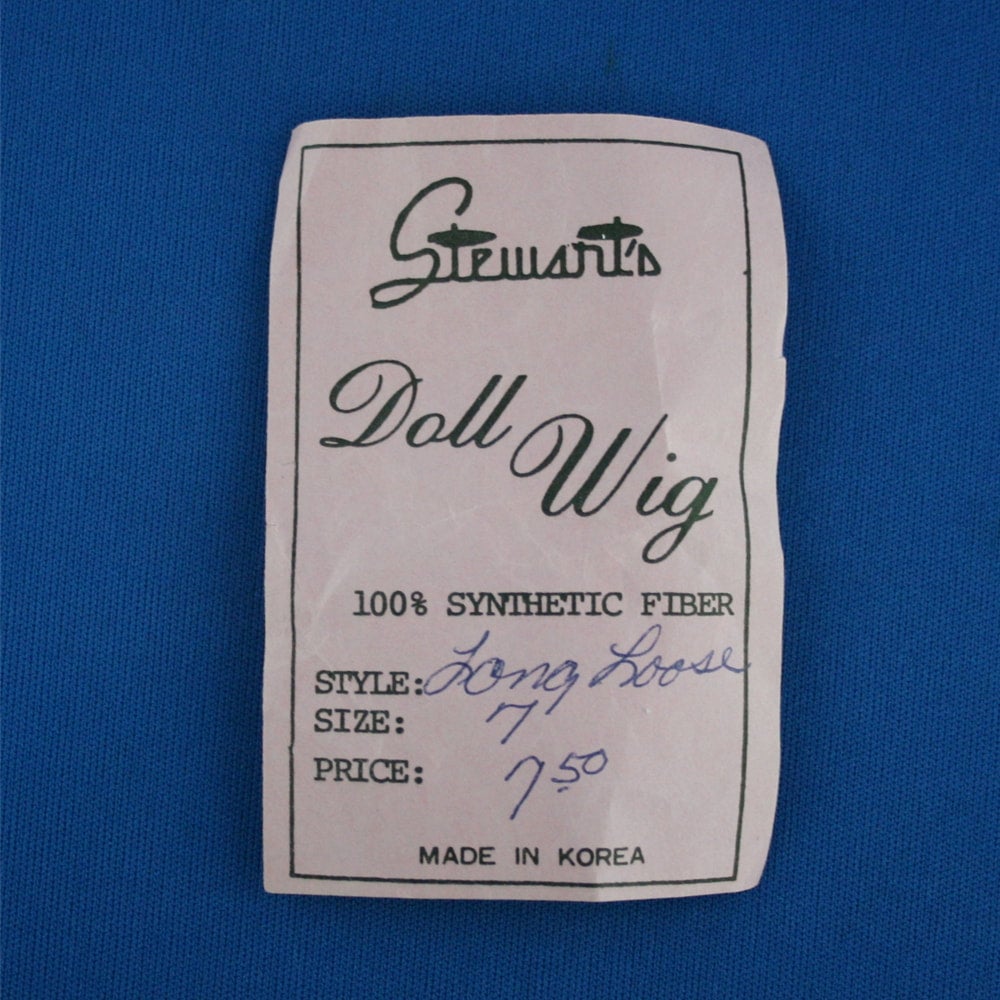 Stewart's
Doll Wig
100% SYNTHETIC FIBER
STYLE: Long Loose
SIZE: 7
PRICE: 7.50
MADE IN KOREA